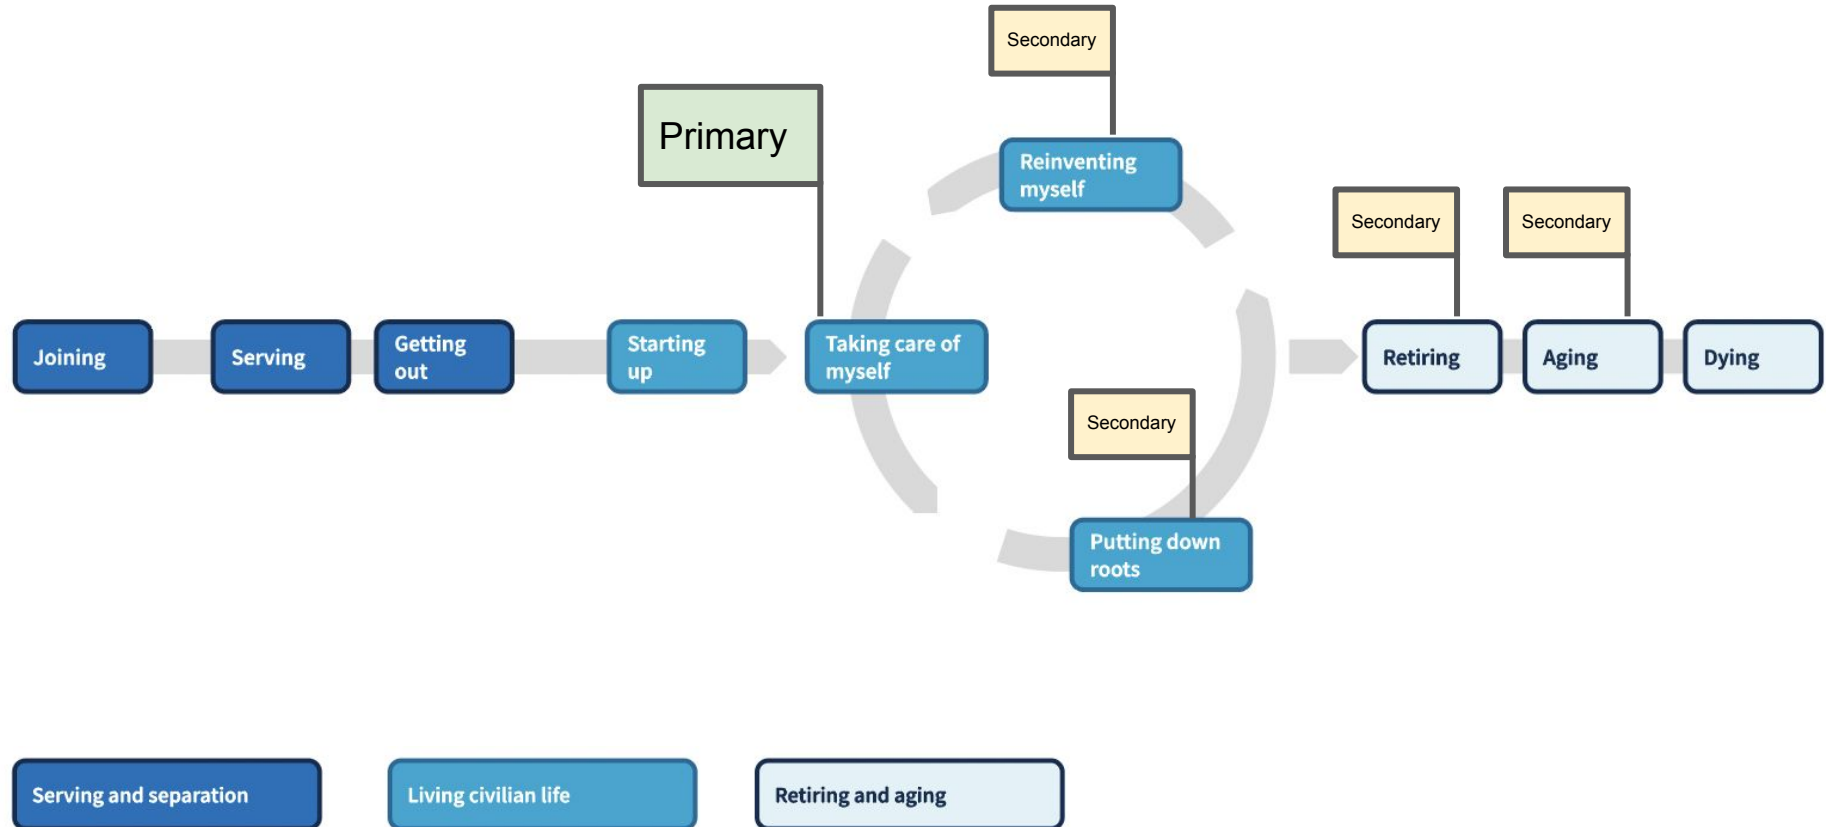 Secondary
Primary
Reinventing
myself
Secondary
Secondary
Joining
Serving
Getting
out
Starting
up
Taking care of
myself
Retiring
Aging
Dying
Secondary
Putting down
roots
Serving and separation
Living civilian life
Retiring and aging